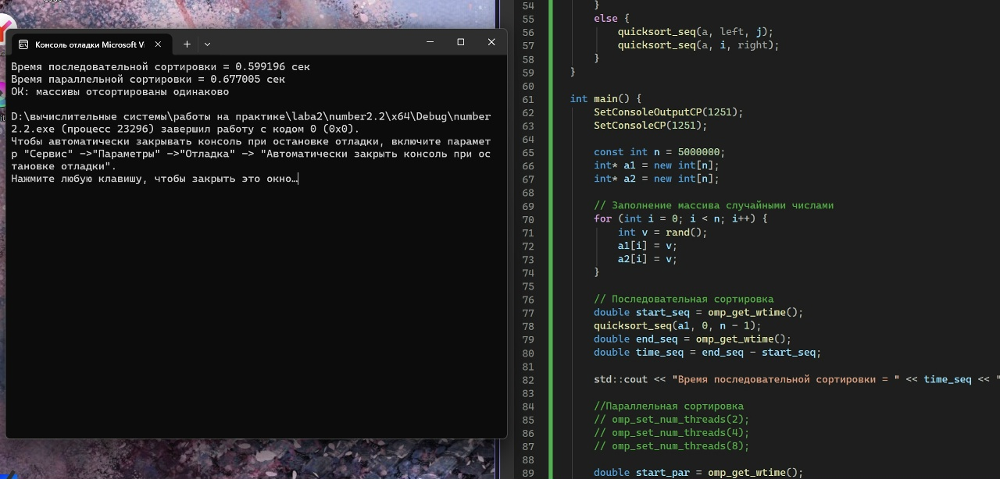 Консоль отладки Microsoft Vi
Время последовательной сортировки = 0.599196 сек
Время параллельной сортировки = 0.677005 сек
ОК: массивы отсортированы одинаково
D:\вычислительные системы\работы на практике\laba2\number2.2\x64\Debug\number
2.2.exe (процесс 23296) завершил работу с кодом 0 (0x0).
Чтобы автоматически закрывать консоль при остановке отладки, включите парамет
р "Сервис" ->"Параметры" ->"Отладка" -> "Автоматически закрыть консоль при ос
тановке отладки".
Нажмите любую клавишу, чтобы закрыть это окно…
54 }
55 else {
56 quicksort_seq(a, left, j);
57 quicksort_seq(a, i, right);
58 }
59 }
60
61 int main() {
62 SetConsoleOutputCP(1251);
63 SetConsoleCP(1251);
64
65 const int n = 5000000;
66 int* a1 = new int[n];
67 int* a2 = new int[n];
68
69 // Заполнение массива случайными числами
70 for (int i = 0; i < n; i++) {
71 int v = rand();
72 a1[i] = v;
73 a2[i] = v;
74 }
75
76 // Последовательная сортировка
77 double start_seq = omp_get_wtime();
78 quicksort_seq(a1, 0, n - 1);
79 double end_seq = omp_get_wtime();
80 double time_seq = end_seq - start_seq;
81
82 std::cout << "Время последовательной сортировки = " << time_seq << "
83
84 //Параллельная сортировка
85 // omp_set_num_threads(2);
86 // omp_set_num_threads(4);
87 // omp_set_num_threads(8);
88
89 double start_par = omp_get_wtime();